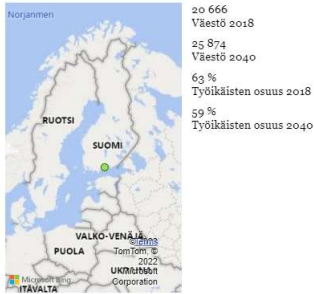 Norjanmeri
RUOTSI
SUOMI
VALKO-VENÄJÄ
PUOLA
TomTom, ©
2022
Microsoft
Corporation
Microsoft Bing
ITÄVALTA
20 666
Väestö 2018
25 874
Väestö 2040
63 %
Työikäisten osuus 2018
59 %
Työikäisten osuus 2040